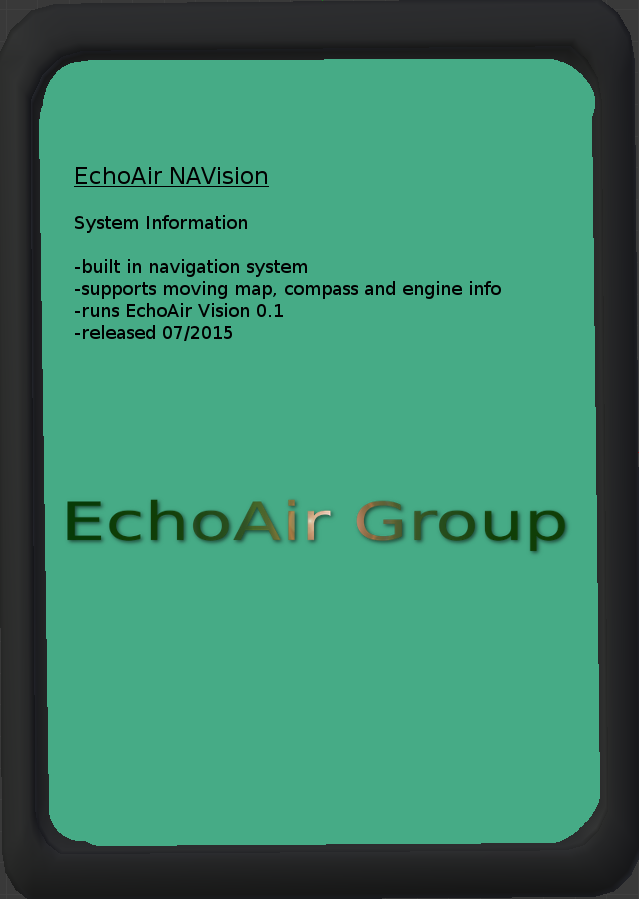 EchoAir NAVision
System Information
-built in navigation system
-supports moving map, compass and engine info
-runs EchoAir Vision 0.1
-released 07/2015
EchoAir Group